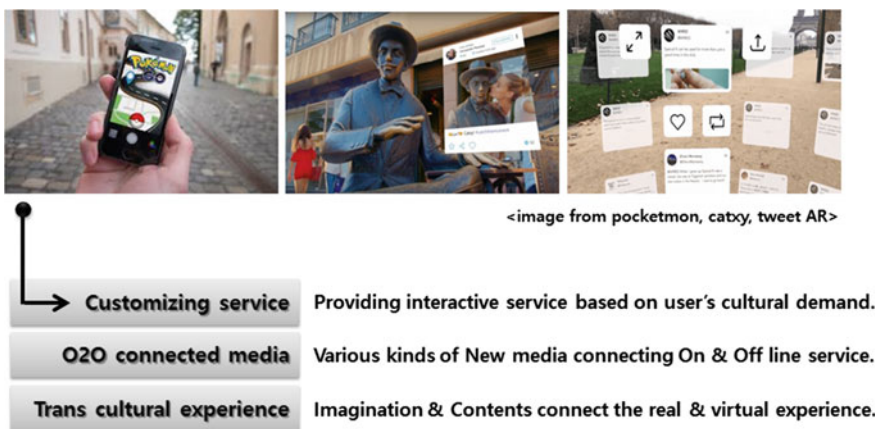 Pokémon
GO
<image from pocketmon, catxy, tweet AR>
Customizing service Providing interactive service based on user's cultural demand.
O2O connected media Various kinds of New media connecting On & Off line service.
Trans cultural experience Imagination & Contents connect the real & virtual experience.